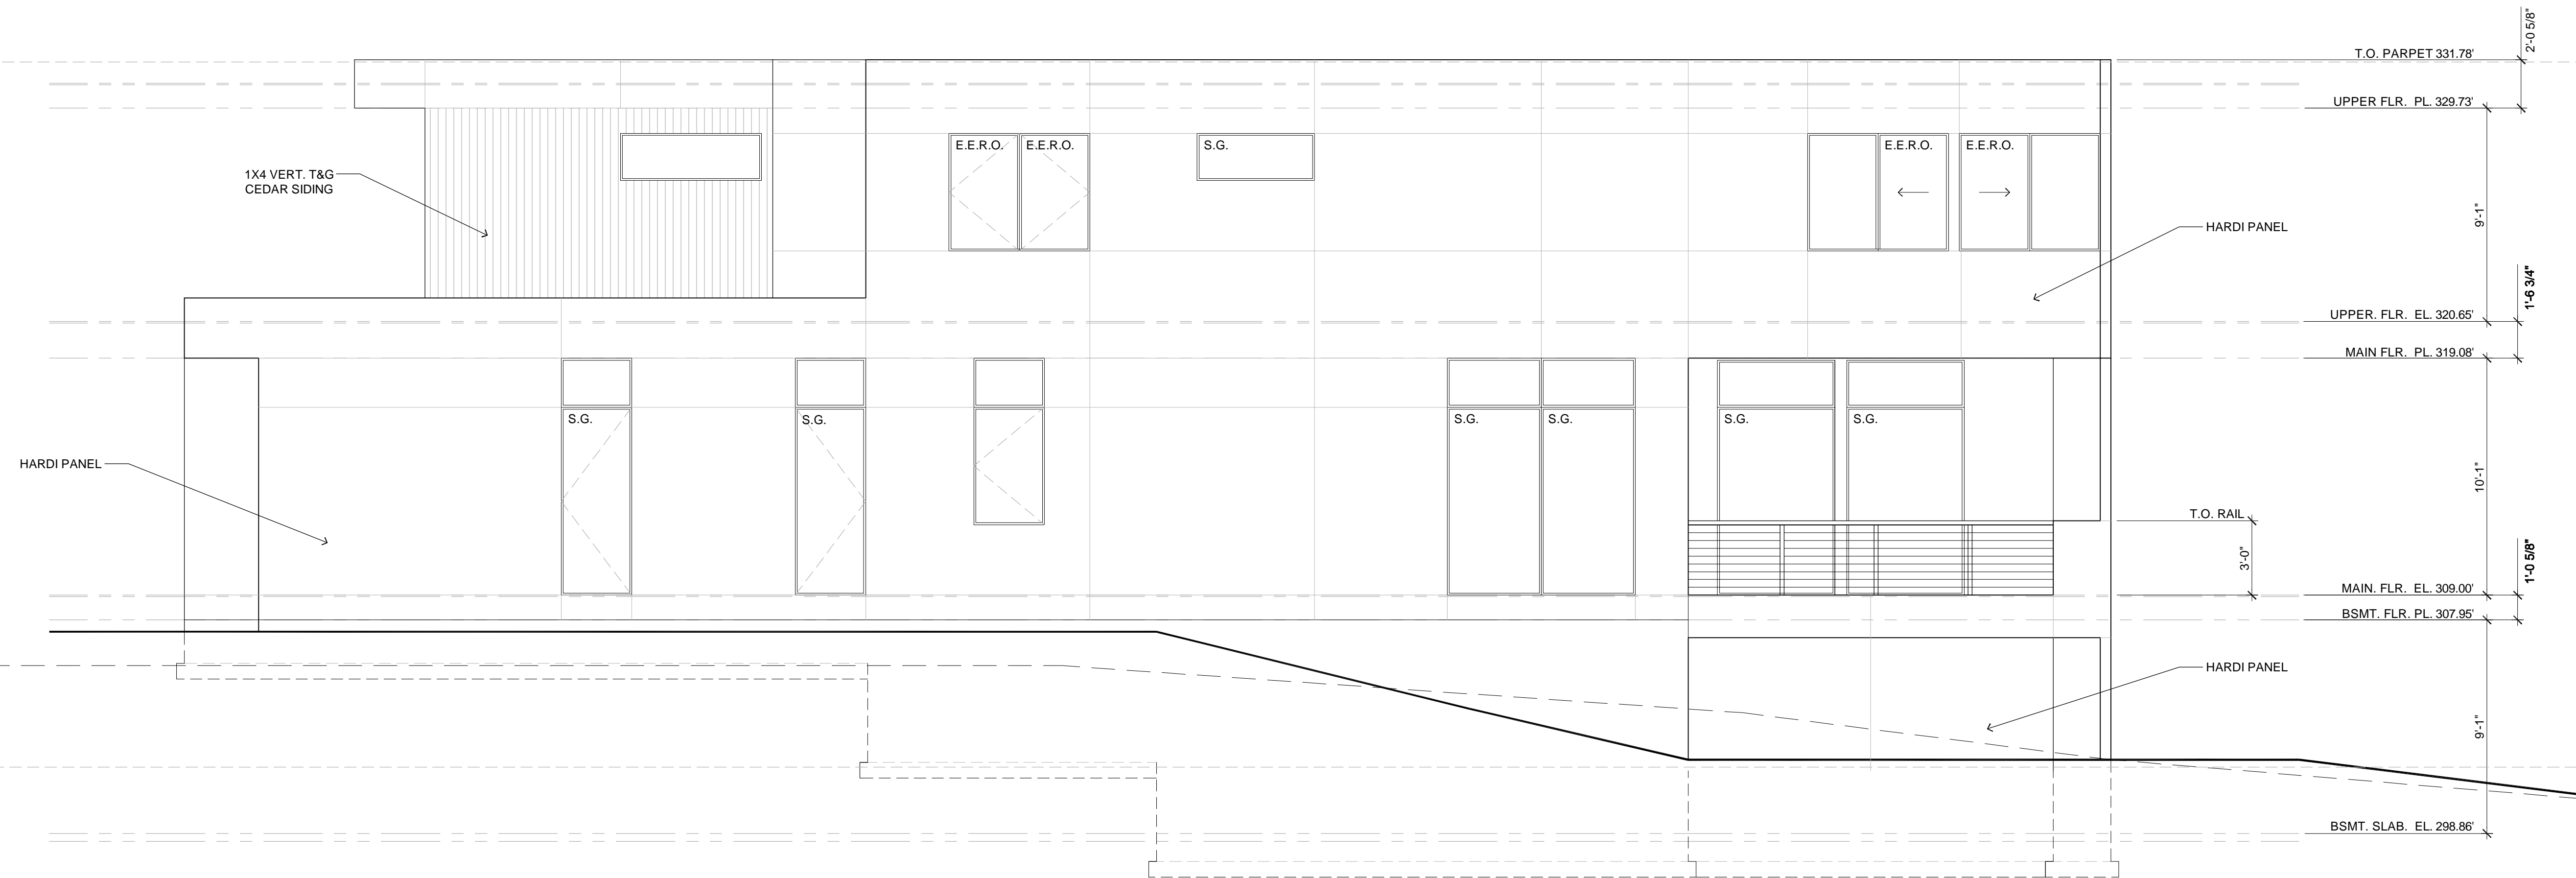 2'-0 5/8"
T.O. PARPET 331.78'
UPPER FLR. PL. 329.73'
E.E.R.O.
E.E.R.O.
S.G.
E.E.R.O.
E.E.R.O.
1X4 VERT. T&G
CEDAR SIDING
9'-1"
HARDI PANEL
1'-6 3/4"
UPPER. FLR. EL. 320.65'
MAIN FLR. PL. 319.08'
S.G.
S.G.
S.G.
S.G.
S.G.
S.G.
HARDI PANEL
10'-1"
T.O. RAIL
3'-0"
1'-0 5/8"
MAIN. FLR. EL. 309.00'
BSMT. FLR. PL. 307.95'
HARDI PANEL
9'-1"
BSMT. SLAB. EL. 298.86'